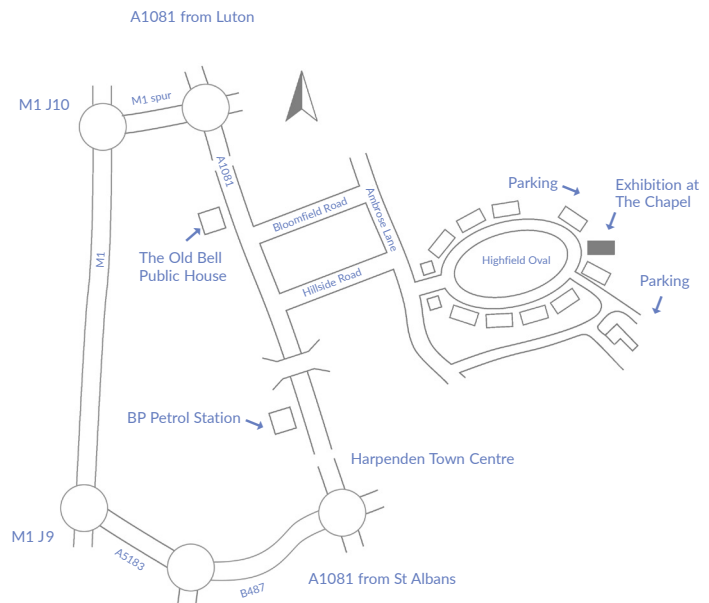 A1081 from Luton
M1 J10
M1 spur
A1081
Bloomfield Road
Ambrose Lane
Parking
Exhibition at
The Chapel
The Old Bell
Public House
M1
Hillside Road
Highfield Oval
Parking
BP Petrol Station
Harpenden Town Centre
M1 J9
A5183
B487
A1081 from St Albans